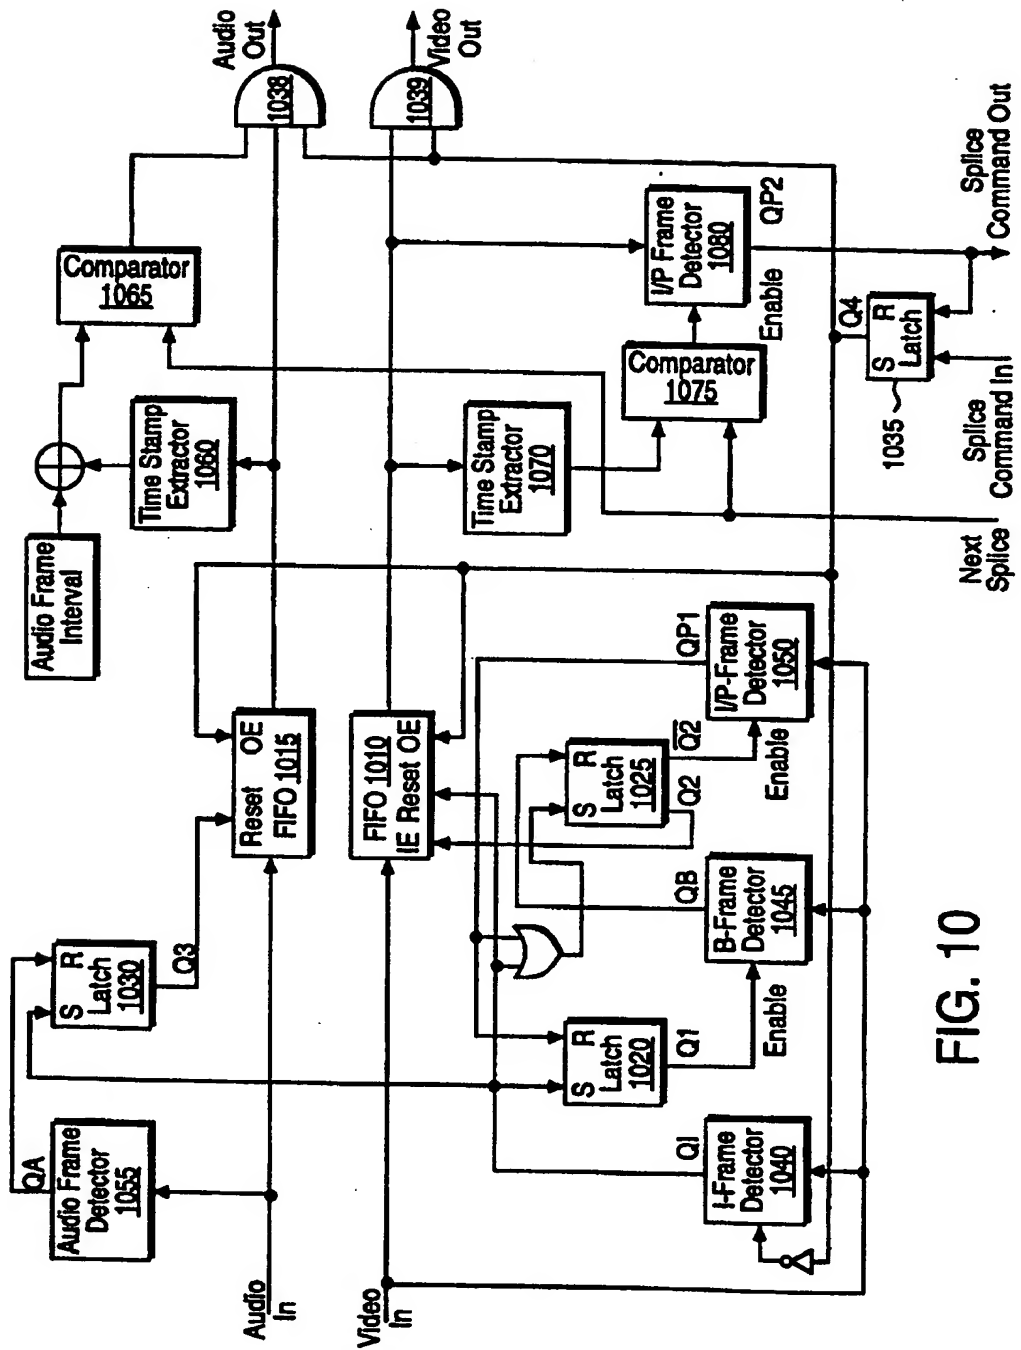 Audio Frame
Interval
Audio
Out
Video
Out
1038
1039
Comparator
1065
Time Stamp
Extractor
1060
Time Stamp
Extractor
1070
Comparator
1075
I/P Frame
Detector
1080
QP2
Enable
Q4
S R
Latch
1035
Splice
Command Out
Splice
Command In
Next
Splice
QA
Audio Frame
Detector
1055
S R
Latch
1030
Q3
Reset OE
FIFO 1015
FIFO 1010
IE Reset OE
Audio
In
Video
In
S R
Latch
1020
Q1
Enable
S R
Latch
1025
Q2
Q̅2̅
Enable
QI
I-Frame
Detector
1040
QB
B-Frame
Detector
1045
QP1
I/P-Frame
Detector
1050
FIG. 10